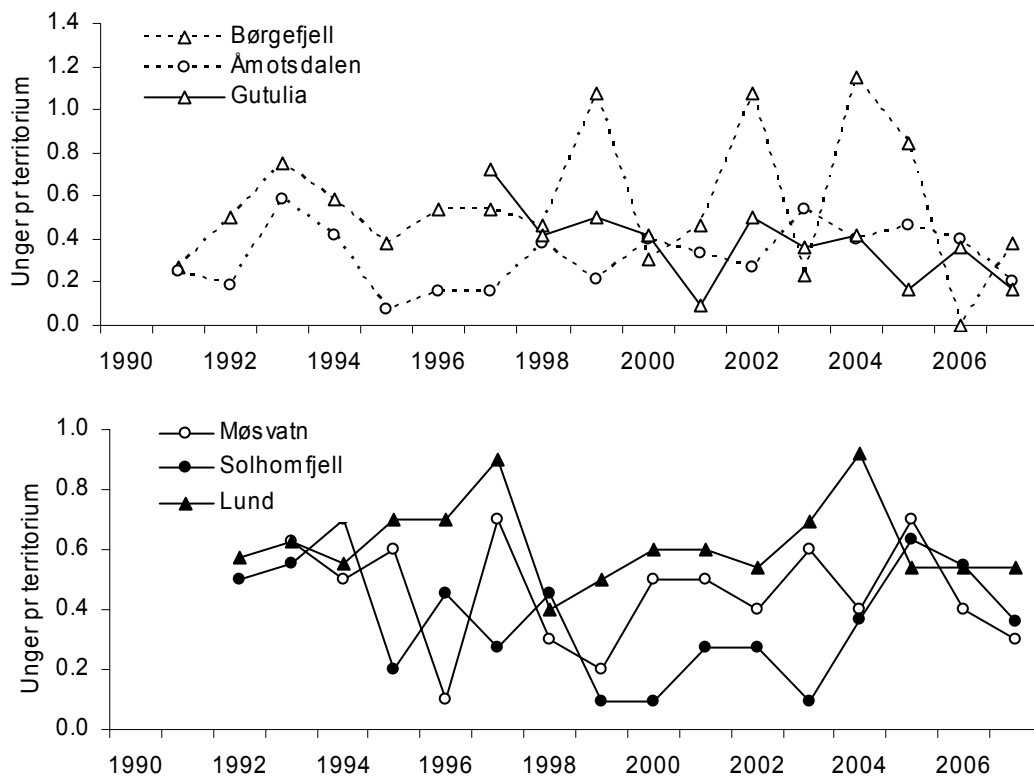 1.4
1.2
1.0
0.8
0.6
0.4
0.2
0.0
Unger pr territorium
Børgefjell
Åmotsdalen
Gutulia
1990 1992 1994 1996 1998 2000 2002 2004 2006
1.0
0.8
0.6
0.4
0.2
0.0
Unger pr territorium
Møsvatn
Solhomfjell
Lund
1990 1992 1994 1996 1998 2000 2002 2004 2006